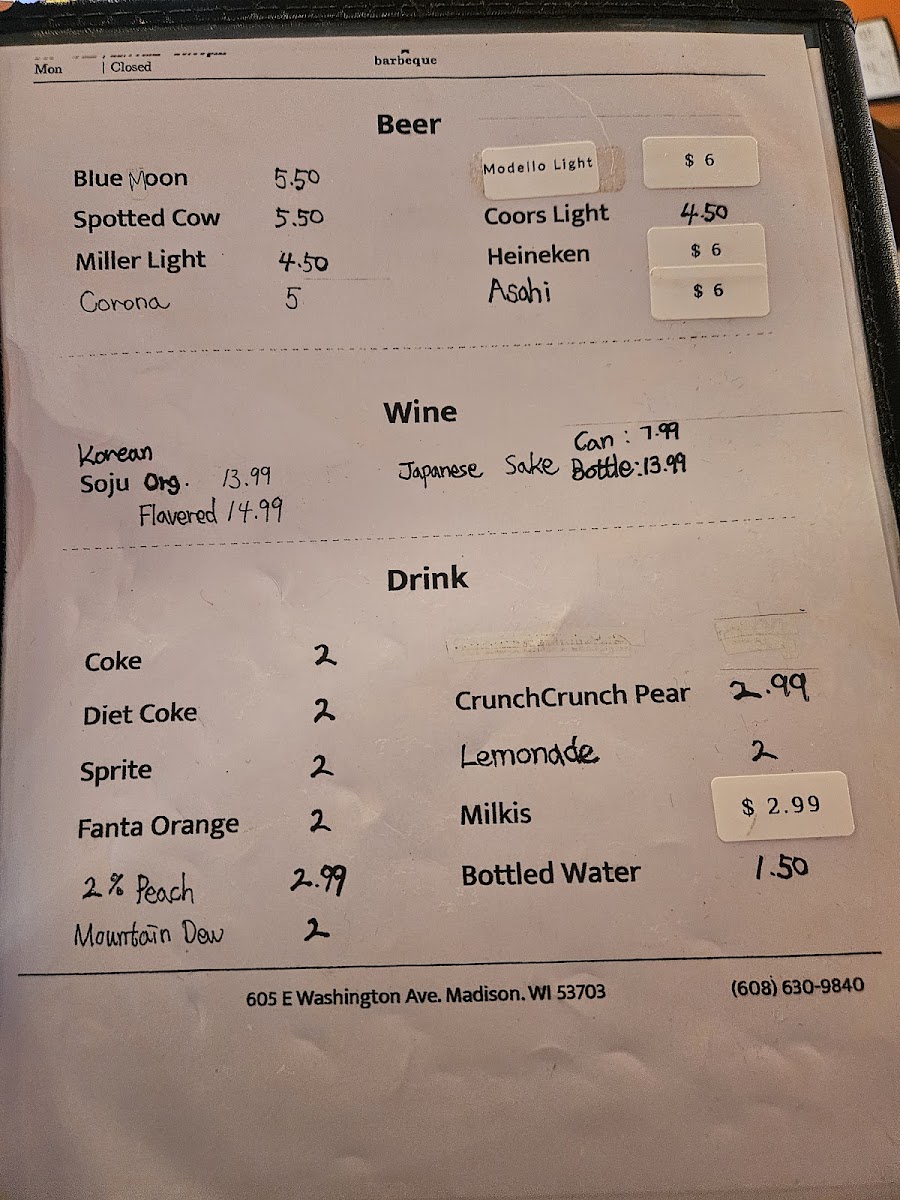 Mon | Closed
barbeque
Beer
Blue Moon 5.50
Modello Light $ 6
Spotted Cow 5.50
Coors Light 4.50
Miller Light 4.50
Heineken $ 6
Corona 5
Asahi $ 6
Wine
Korean
Soju Org. 13.99
Flavered 14.99
Can : 7.99
Japanese Sake Bottle:13.99
Drink
Coke 2
Diet Coke 2
CrunchCrunch Pear 2.99
Sprite 2
Lemonade 2
Fanta Orange 2
Milkis $ 2.99
2% Peach 2.99
Bottled Water 1.50
Mountain Dew 2
605 E Washington Ave. Madison. WI 53703
(608) 630-9840